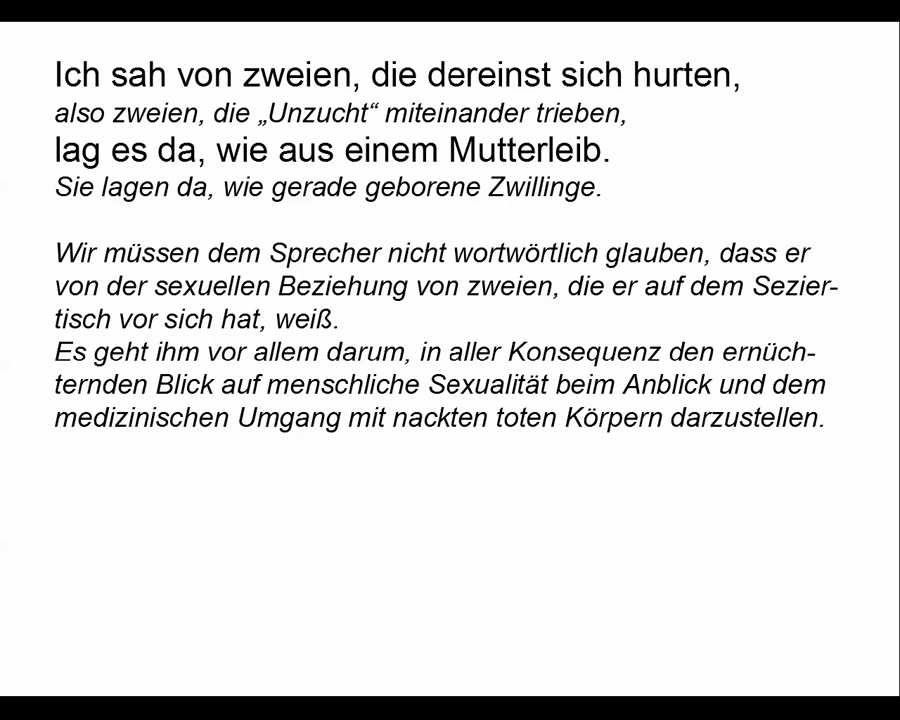 Ich sah von zweien, die dereinst sich hurten,
also zweien, die „Unzucht“ miteinander trieben,
lag es da, wie aus einem Mutterleib.
Sie lagen da, wie gerade geborene Zwillinge.
Wir müssen dem Sprecher nicht wortwörtlich glauben, dass er
von der sexuellen Beziehung von zweien, die er auf dem Sezier-
tisch vor sich hat, weiß.
Es geht ihm vor allem darum, in aller Konsequenz den ernüch-
ternden Blick auf menschliche Sexualität beim Anblick und dem
medizinischen Umgang mit nackten toten Körpern darzustellen.